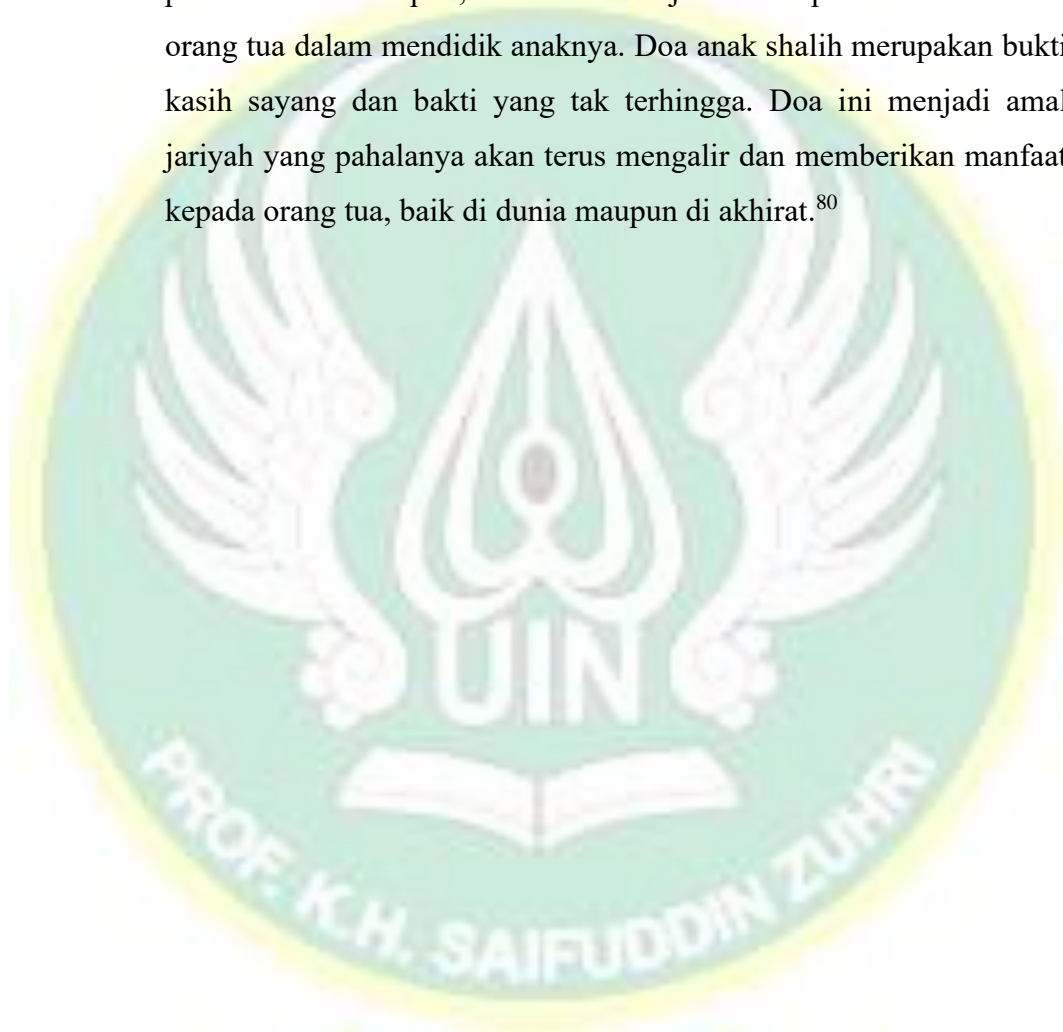 orang tua dalam mendidik anaknya. Doa anak shalih merupakan bukti
kasih sayang dan bakti yang tak terhingga. Doa ini menjadi amal
jariyah yang pahalanya akan terus mengalir dan memberikan manfaat
kepada orang tua, baik di dunia maupun di akhirat.⁸⁰
UIN
PROF. K.H. SAIFUDDIN ZUHRI